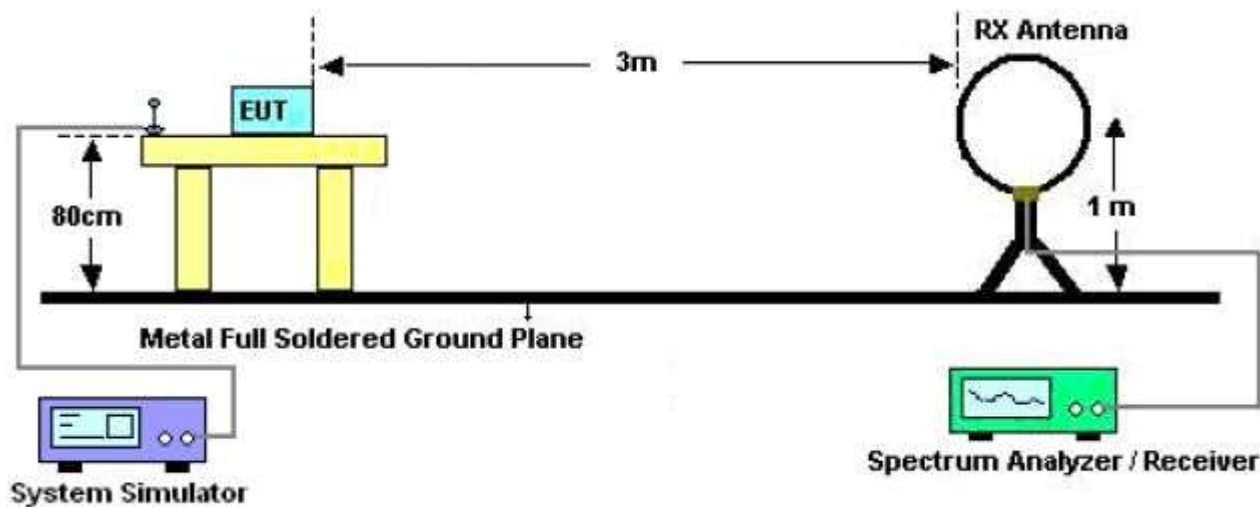 RX Antenna
3m
EUT
80cm
1 m
Metal Full Soldered Ground Plane
Spectrum Analyzer / Receiver
System Simulator